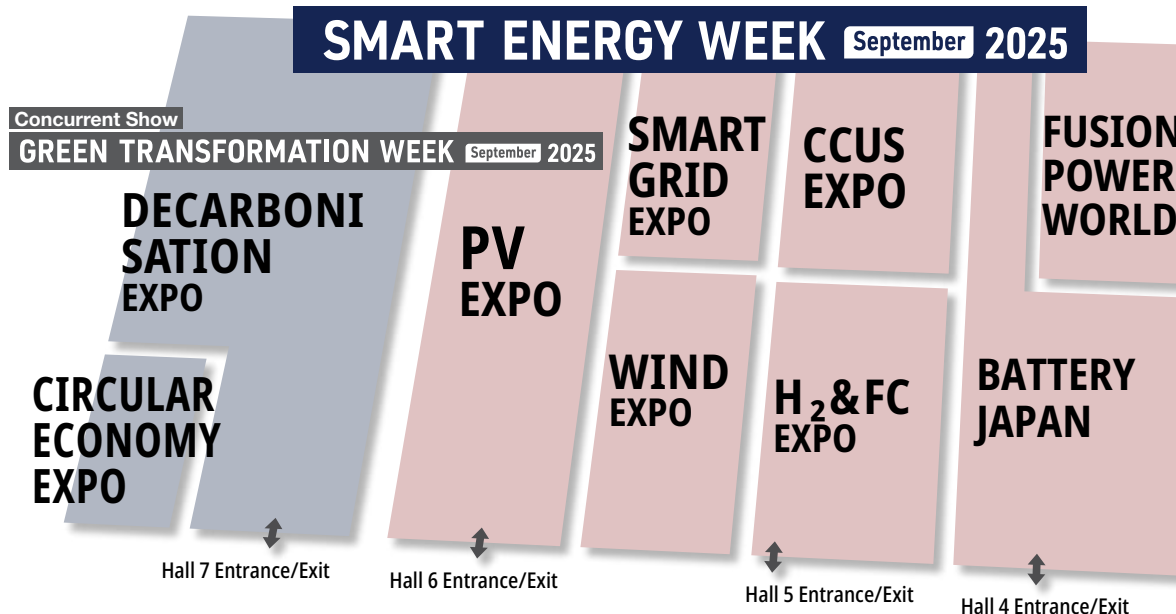 SMART ENERGY WEEK September 2025
Concurrent Show
GREEN TRANSFORMATION WEEK September 2025
DECARBONI
SATION
EXPO
CIRCULAR
ECONOMY
EXPO
PV
EXPO
SMART
GRID
EXPO
WIND
EXPO
CCUS
EXPO
H₂&FC
EXPO
FUSION
POWER
WORLD
BATTERY
JAPAN
Hall 7 Entrance/Exit
Hall 6 Entrance/Exit
Hall 5 Entrance/Exit
Hall 4 Entrance/Exit